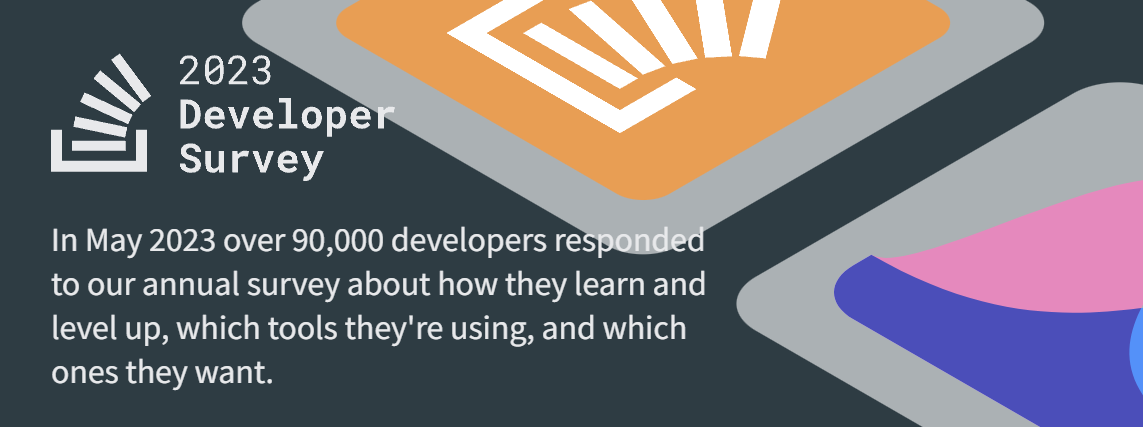 2023
Developer
Survey
In May 2023 over 90,000 developers responded
to our annual survey about how they learn and
level up, which tools they're using, and which
ones they want.